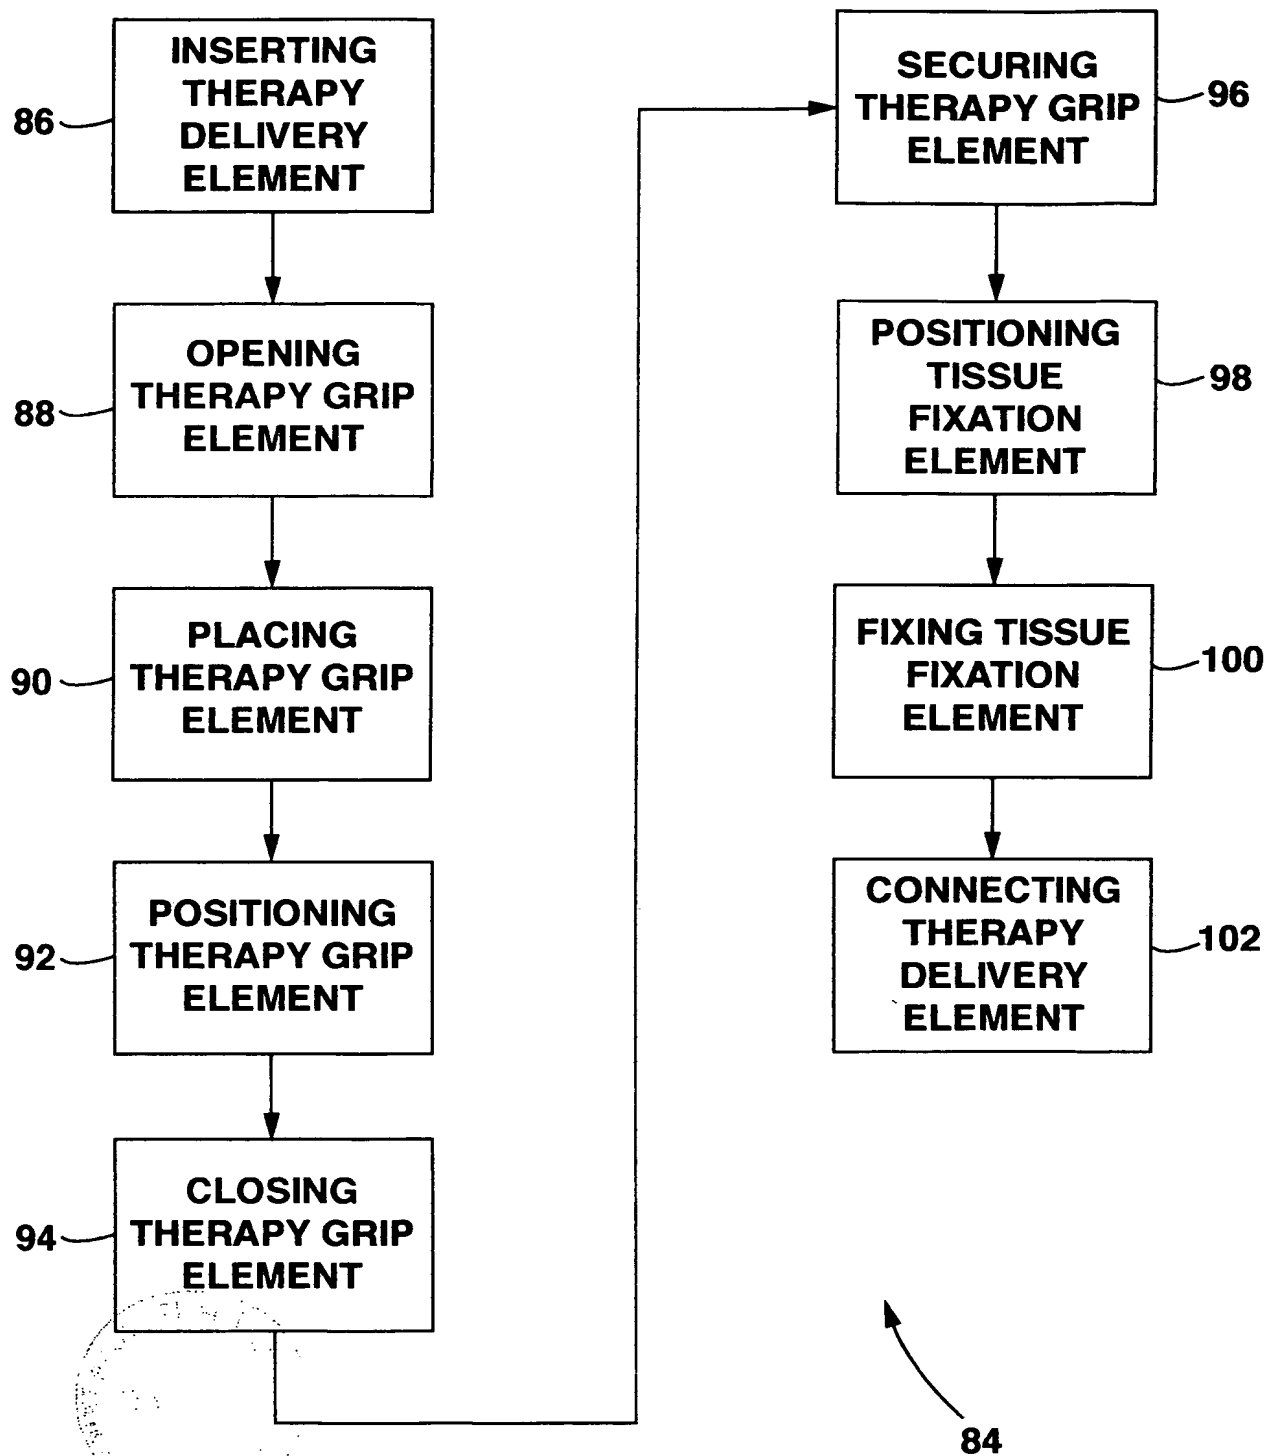 INSERTING
THERAPY
DELIVERY
ELEMENT
86
OPENING
THERAPY GRIP
ELEMENT
88
PLACING
THERAPY GRIP
ELEMENT
90
POSITIONING
THERAPY GRIP
ELEMENT
92
CLOSING
THERAPY GRIP
ELEMENT
94
SECURING
THERAPY GRIP
ELEMENT
96
POSITIONING
TISSUE
FIXATION
ELEMENT
98
FIXING TISSUE
FIXATION
ELEMENT
100
CONNECTING
THERAPY
DELIVERY
ELEMENT
102
84